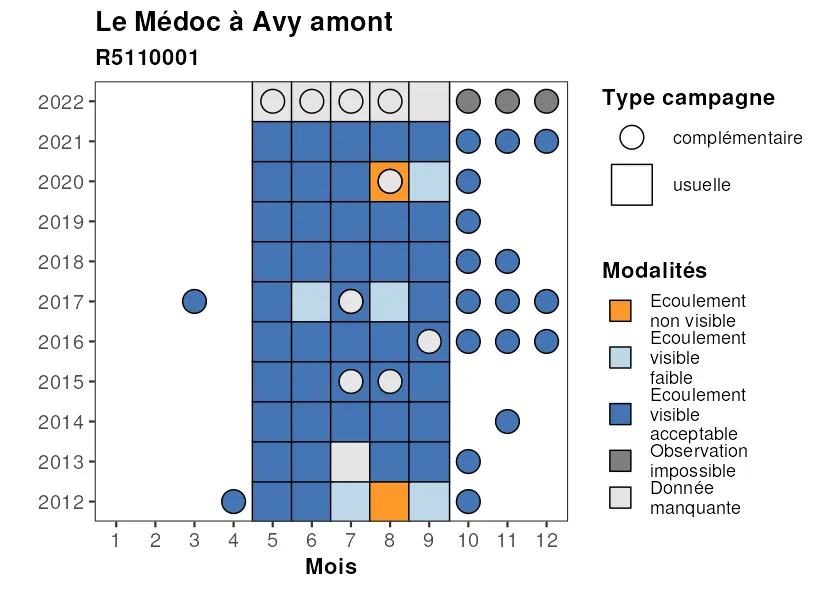 Le Médoc à Avy amont
R5110001
2022
2021
2020
2019
2018
2017
2016
2015
2014
2013
2012
1 2 3 4 5 6 7 8 9 10 11 12
Mois
Type campagne
complémentaire
usuelle
Modalités
Ecoulement
non visible
Ecoulement
visible
faible
Ecoulement
visible
acceptable
Observation
impossible
Donnée
manquante